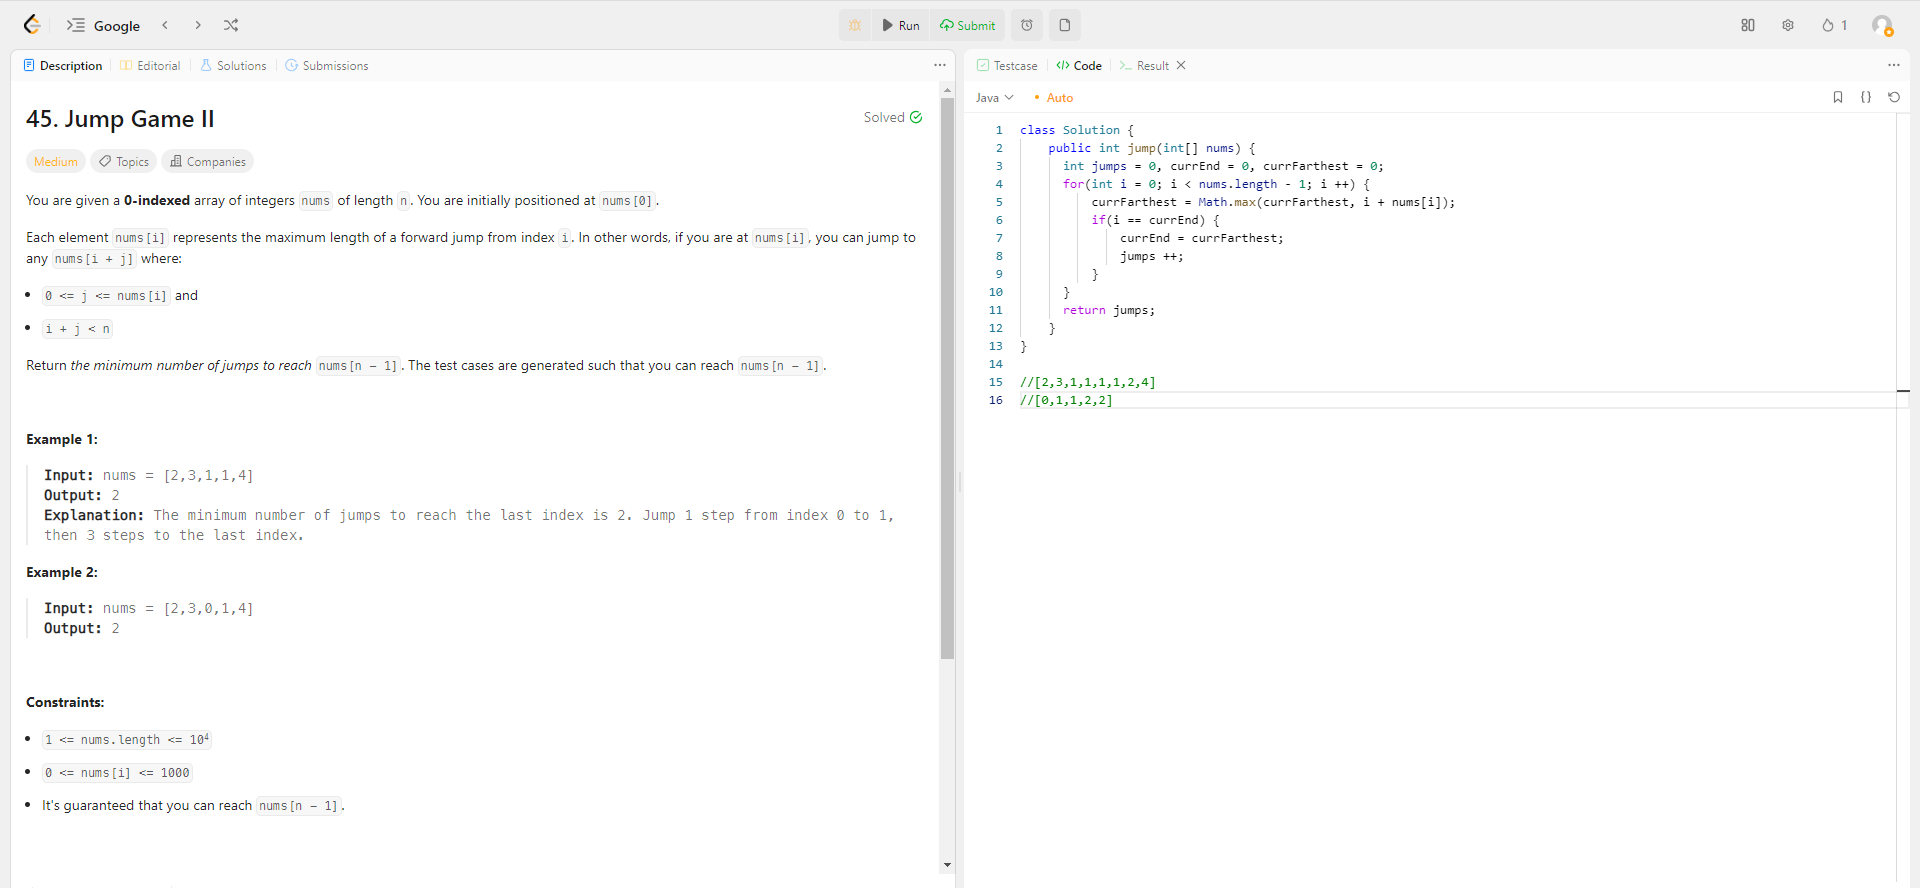 Google
Run
Submit
1
Description
Editorial
Solutions
Submissions
45. Jump Game II
Solved
Medium
Topics
Companies
You are given a 0-indexed array of integers nums of length n. You are initially positioned at nums[0].
Each element nums[i] represents the maximum length of a forward jump from index i. In other words, if you are at nums[i], you can jump to
any nums[i + j] where:
• 0 <= j <= nums[i] and
• i + j < n
Return the minimum number of jumps to reach nums[n - 1]. The test cases are generated such that you can reach nums[n - 1].
Example 1:
Input: nums = [2,3,1,1,4]
Output: 2
Explanation: The minimum number of jumps to reach the last index is 2. Jump 1 step from index 0 to 1,
then 3 steps to the last index.
Example 2:
Input: nums = [2,3,0,1,4]
Output: 2
Constraints:
• 1 <= nums.length <= 10⁴
• 0 <= nums[i] <= 1000
• It's guaranteed that you can reach nums[n - 1].
Testcase
Code
Result
Java
Auto
1 class Solution {
2     public int jump(int[] nums) {
3       int jumps = 0, currEnd = 0, currFarthest = 0;
4       for(int i = 0; i < nums.length - 1; i ++) {
5           currFarthest = Math.max(currFarthest, i + nums[i]);
6           if(i == currEnd) {
7               currEnd = currFarthest;
8               jumps ++;
9           }
10       }
11       return jumps;
12     }
13 }
14
15 //[2,3,1,1,1,1,2,4]
16 //[0,1,1,2,2]